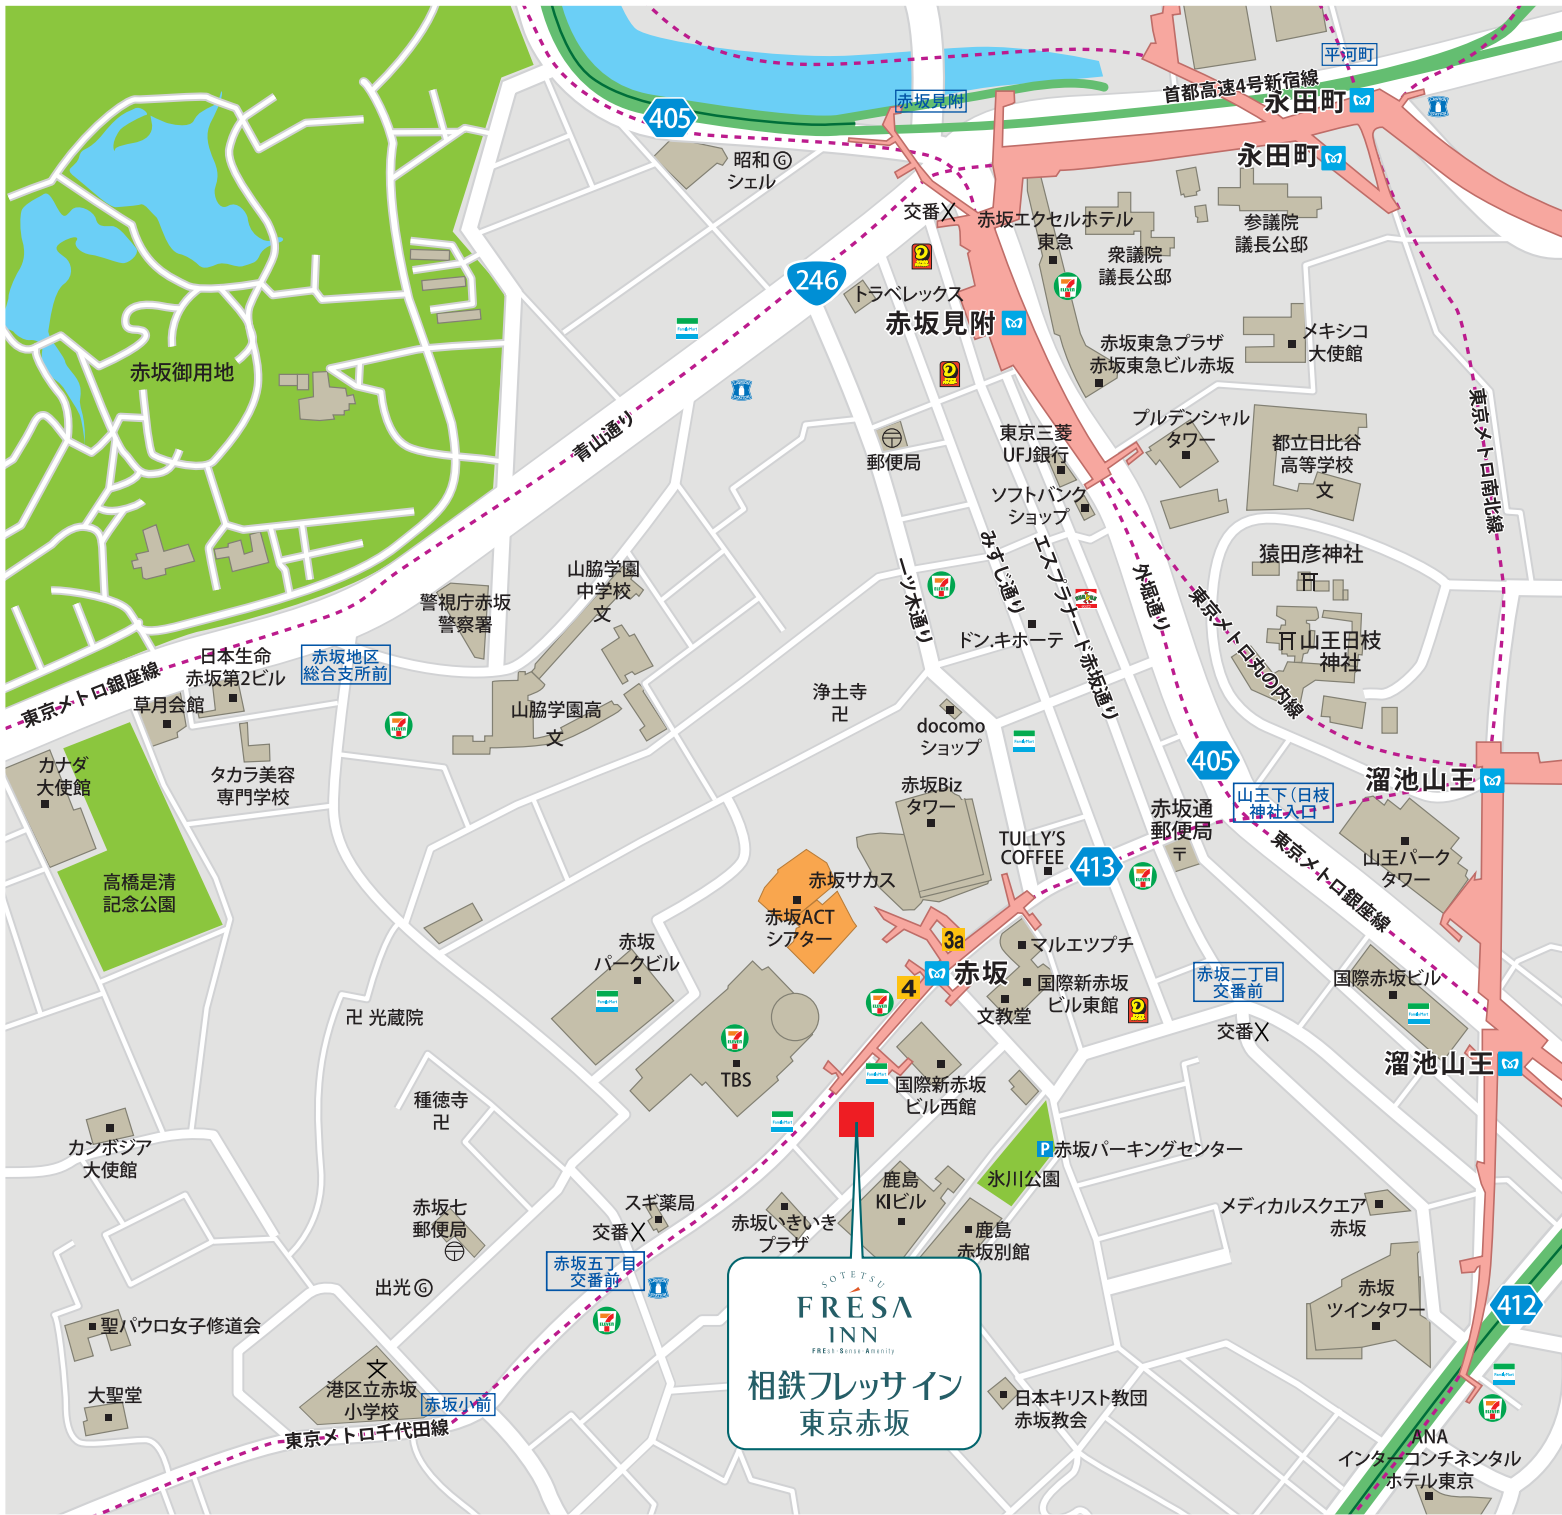 平河町
首都高速4号新宿線
赤坂見附
永田町
405
永田町
昭和
シェル
交番
赤坂エクセルホテル
東急
衆議院
議長公邸
参議院
議長公邸
246
トラベレックス
赤坂見附
赤坂東急プラザ
赤坂東急ビル赤坂
メキシコ
大使館
赤坂御用地
青山通り
郵便局
東京三菱
UFJ銀行
プルデンシャル
タワー
都立日比谷
高等学校
文
東京メトロ南北線
ソフトバンク
ショップ
一ツ木通り
みすじ通り
エスプラナード赤坂通り
外堀通り
東京メトロ丸の内線
猿田彦神社
山王日枝
神社
山脇学園
中学校
文
警視庁赤坂
警察署
ドン.キホーテ
日本生命
赤坂第2ビル
赤坂地区
総合支所前
東京メトロ銀座線
草月会館
山脇学園高
文
浄土寺
卍
docomo
ショップ
カナダ
大使館
タカラ美容
専門学校
赤坂Biz
タワー
405
溜池山王
山王下(日枝
神社入口
赤坂通
郵便局
〒
TULLY'S
COFFEE
413
山王パーク
タワー
東京メトロ銀座線
高橋是清
記念公園
赤坂サカス
赤坂ACT
シアター
3a
赤坂
4
マルエツプチ
赤坂
パークビル
国際新赤坂
ビル東館
文教堂
赤坂二丁目
交番前
国際赤坂ビル
交番
卍 光蔵院
TBS
溜池山王
国際新赤坂
ビル西館
種徳寺
卍
カンボジア
大使館
P
赤坂パーキングセンター
氷川公園
鹿島
KIビル
赤坂七
郵便局
スギ薬局
交番
赤坂いきいき
プラザ
鹿島
赤坂別館
メディカルスクエア
赤坂
赤坂五丁目
交番前
出光
SOTETSU
FRESA
INN
FREsh·Sense·Amenity
相鉄フレッサイン
東京赤坂
赤坂
ツインタワー
412
聖パウロ女子修道会
大聖堂
文
港区立赤坂
小学校
赤坂小前
東京メトロ千代田線
日本キリスト教団
赤坂教会
ANA
インターコンチネンタル
ホテル東京